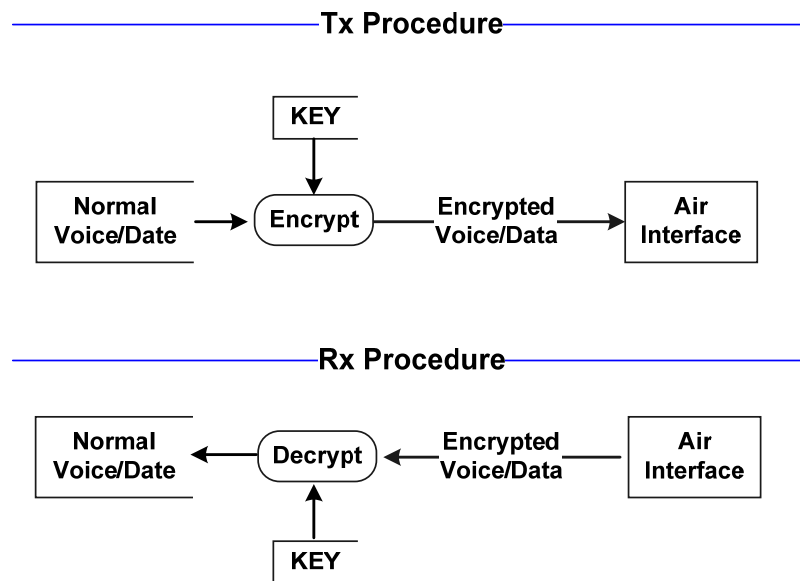 Tx Procedure
KEY
Normal
Voice/Date
Encrypt
Encrypted
Voice/Data
Air
Interface
Rx Procedure
Normal
Voice/Date
Decrypt
Encrypted
Voice/Data
Air
Interface
KEY